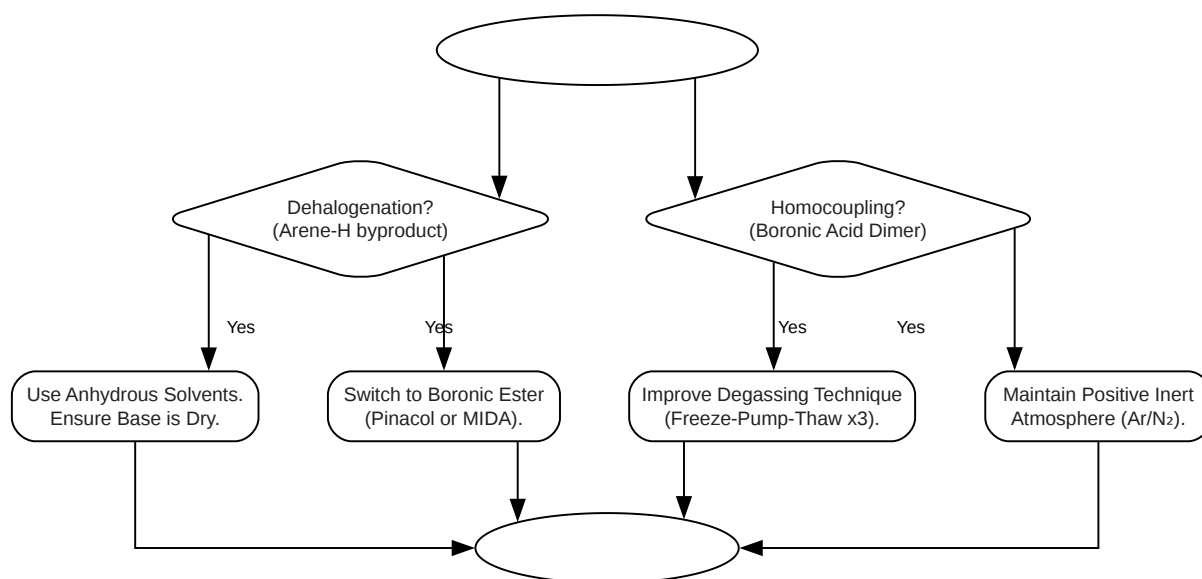 Dehalogenation?
(Arene-H byproduct)
Homocoupling?
(Boronic Acid Dimer)
Yes
Yes
Yes
Yes
Use Anhydrous Solvents.
Ensure Base is Dry.
Switch to Boronic Ester
(Pinacol or MIDA).
Improve Degassing Technique
(Freeze-Pump-Thaw x3).
Maintain Positive Inert
Atmosphere (Ar/N₂).